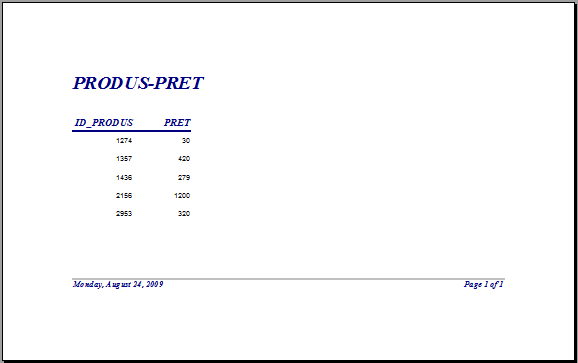 PRODUS-PRET
ID_PRODUS PRET
1274 30
1357 420
1436 279
2156 1200
2953 320
Monday, August 24, 2009 Page 1 of 1